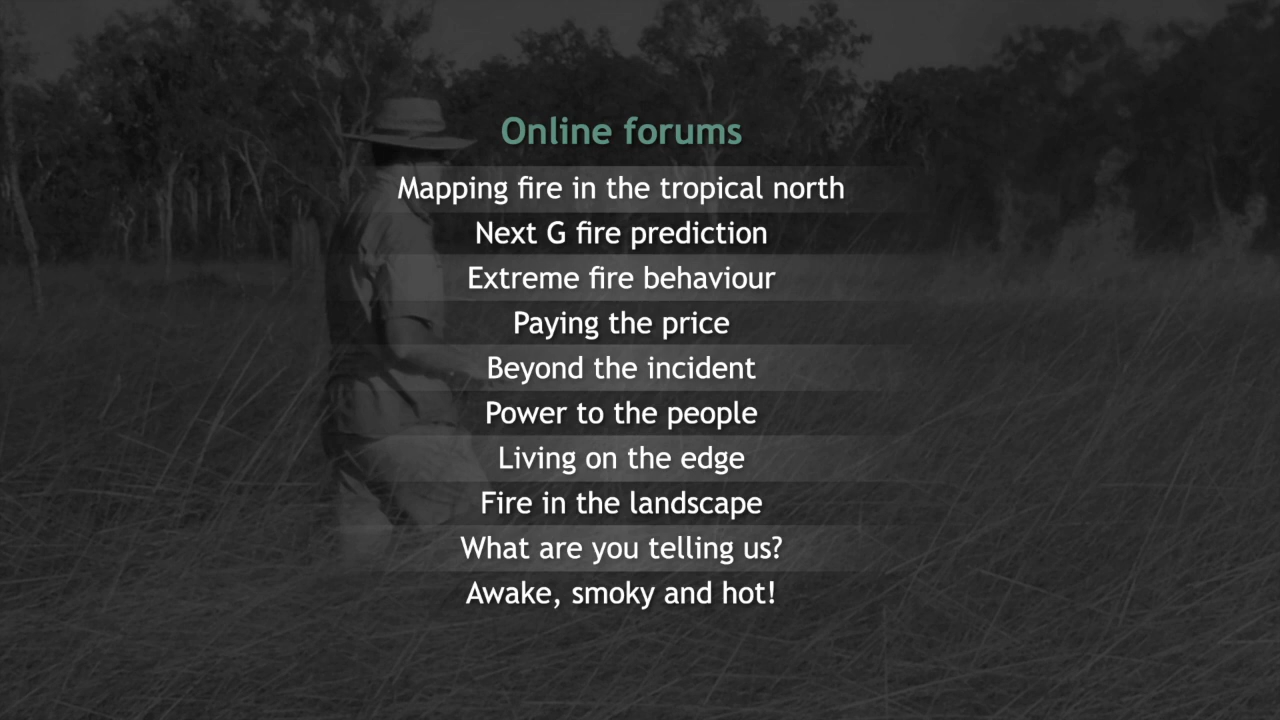 Online forums
Mapping fire in the tropical north
Next G fire prediction
Extreme fire behaviour
Paying the price
Beyond the incident
Power to the people
Living on the edge
Fire in the landscape
What are you telling us?
Awake, smoky and hot!